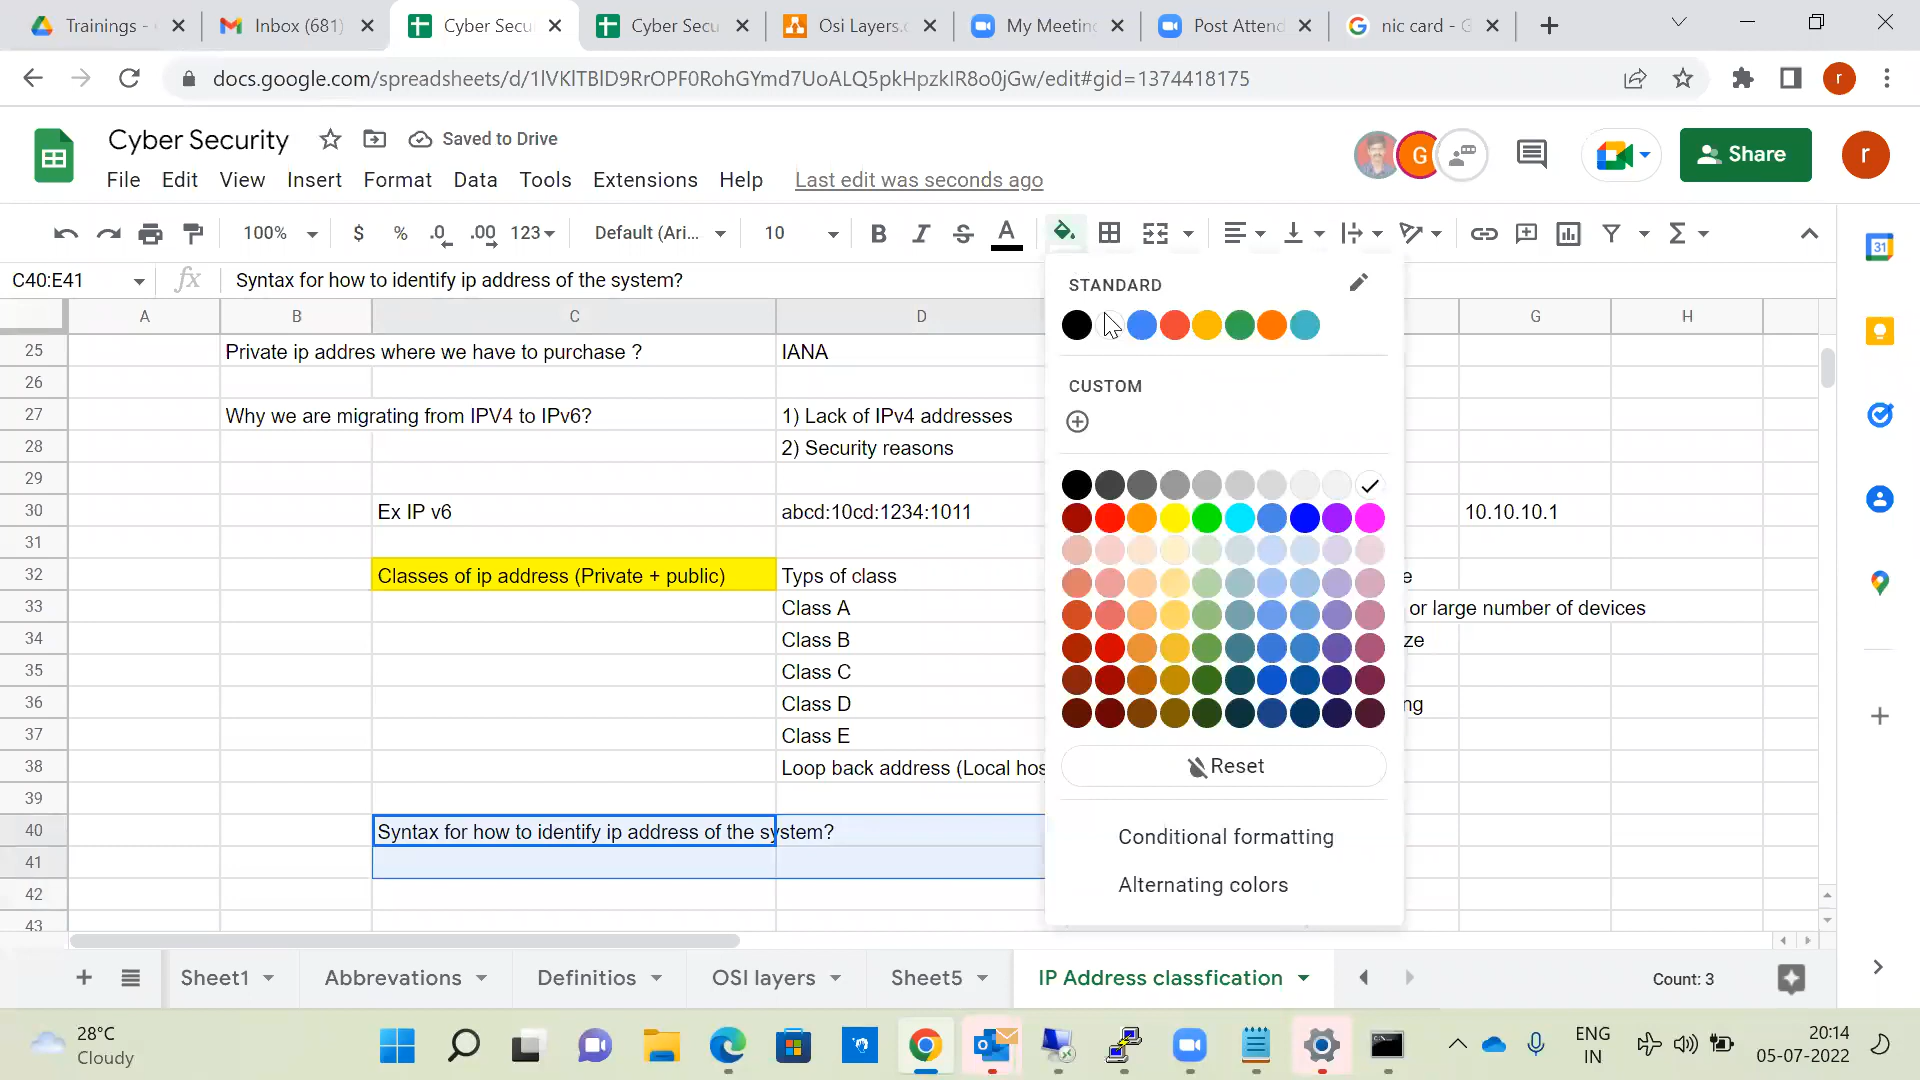 Trainings -
Inbox (681)
Cyber Secu
Cyber Secu
Osi Layers.c
My Meeting
Post Attend
nic card - G
docs.google.com/spreadsheets/d/1lVKlTBlD9RrOPF0RohGYmd7UoALQ5pkHpzkIR8o0jGw/edit#gid=1374418175
r
Cyber Security
Saved to Drive
G
Share
r
File Edit View Insert Format Data Tools Extensions Help Last edit was seconds ago
100% $ % .0 .00 123 Default (Ari... 10 B I S A
31
C40:E41 fx Syntax for how to identify ip address of the system?
STANDARD
A B C D G H
25 Private ip addres where we have to purchase ? IANA
26
CUSTOM
27 Why we are migrating from IPV4 to IPv6? 1) Lack of IPv4 addresses
28 2) Security reasons
29
30 Ex IP v6 abcd:10cd:1234:1011 10.10.10.1
31
32 Classes of ip address (Private + public) Typs of class e
33 Class A or large number of devices
34 Class B ze
35 Class C
36 Class D ng
37 Class E
38 Loop back address (Local hos
Reset
39
40 Syntax for how to identify ip address of the system?
Conditional formatting
41
42
Alternating colors
43
Sheet1 Abbrevations Definitios OSI layers Sheet5 IP Address classfication Count: 3
28°C
Cloudy
ENG
IN
20:14
05-07-2022